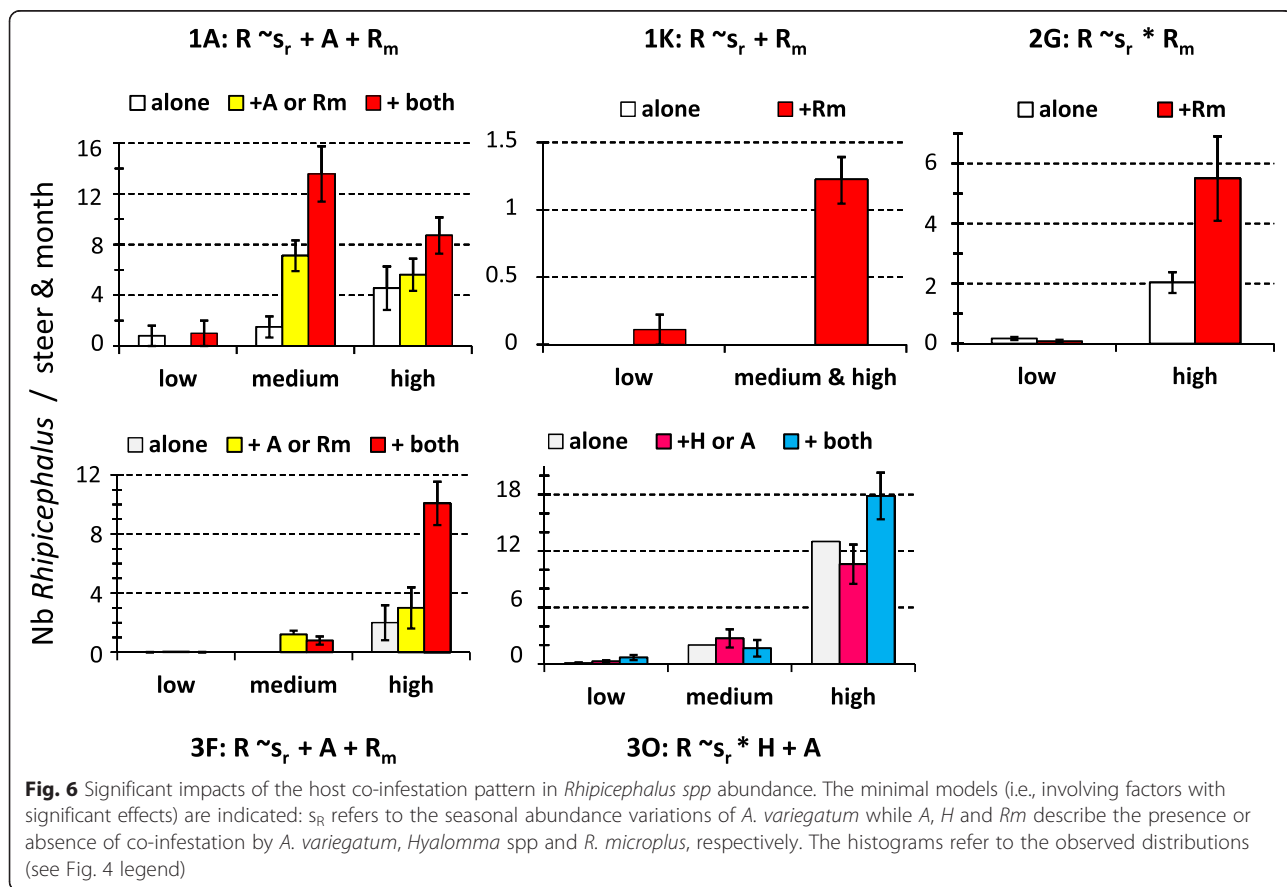 1A: R ~sr + A + Rm
1K: R ~sr + Rm
2G: R ~sr * Rm
alone +A or Rm + both
alone +Rm
alone +Rm
Nb Rhipicephalus / steer & month
16
12
8
4
0
low medium high
1.5
1
0.5
0
low medium & high
6
4
2
0
low high
alone + A or Rm + both
alone +H or A + both
12
8
4
0
low medium high
18
12
6
0
low medium high
3F: R ~sr + A + Rm
3O: R ~sr * H + A
Fig. 6 Significant impacts of the host co-infestation pattern in Rhipicephalus spp abundance. The minimal models (i.e., involving factors with
significant effects) are indicated: sR refers to the seasonal abundance variations of A. variegatum while A, H and Rm describe the presence or
absence of co-infestation by A. variegatum, Hyalomma spp and R. microplus, respectively. The histograms refer to the observed distributions
(see Fig. 4 legend)